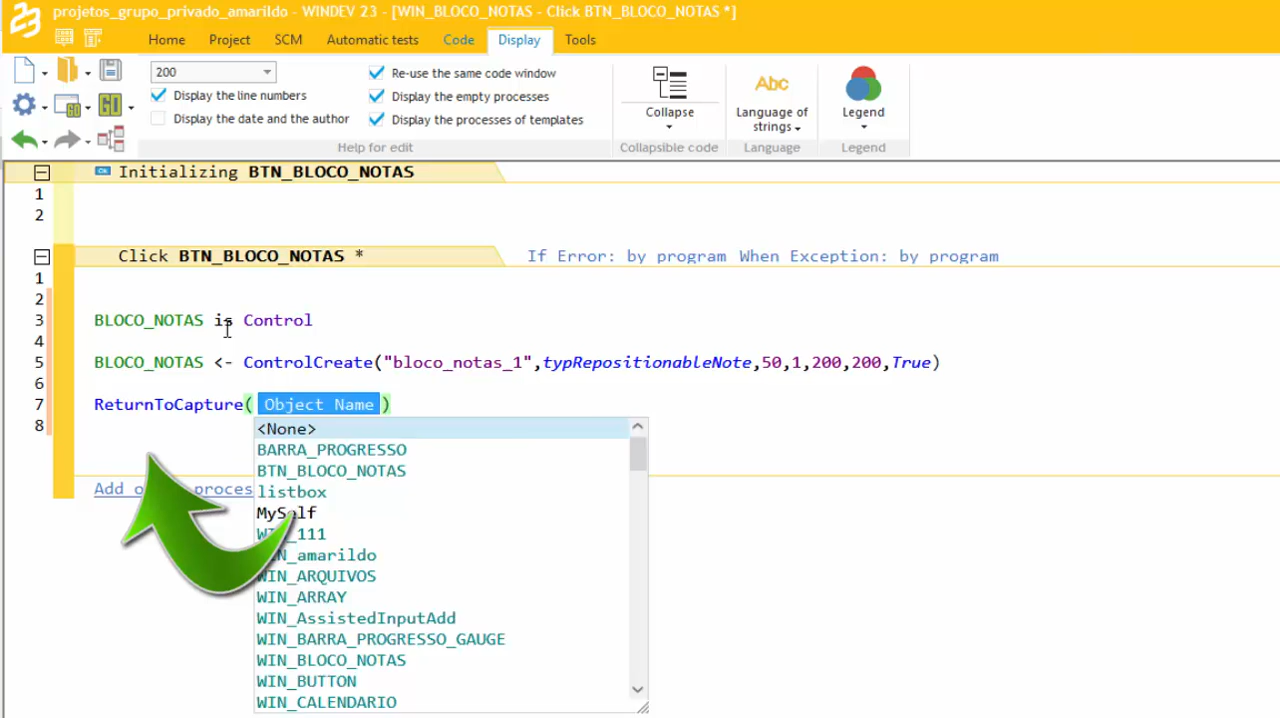 23
projetos_grupo_privado_amarildo - WINDEV 23 - [WIN_BLOCO_NOTAS - Click BTN_BLOCO_NOTAS *]
Home Project SCM Automatic tests Code Display Tools
200
Display the line numbers
Display the date and the author
Re-use the same code window
Display the empty processes
Display the processes of templates
Help for edit
Collapse
Collapsible code
Abc
Language of
strings
Language
Legend
Legend
GO
GO
Ok Initializing BTN_BLOCO_NOTAS
1
2
Click BTN_BLOCO_NOTAS * If Error: by program When Exception: by program
1
2
3 BLOCO_NOTAS is Control
4
5 BLOCO_NOTAS <- ControlCreate("bloco_notas_1",typRepositionableNote,50,1,200,200,True)
6
7 ReturnToCapture( Object Name )
8
<None>
BARRA_PROGRESSO
BTN_BLOCO_NOTAS
Add proces
listbox
MySelf
WIN_111
WIN_amarildo
WIN_ARQUIVOS
WIN_ARRAY
WIN_AssistedInputAdd
WIN_BARRA_PROGRESSO_GAUGE
WIN_BLOCO_NOTAS
WIN_BUTTON
WIN_CALENDARIO